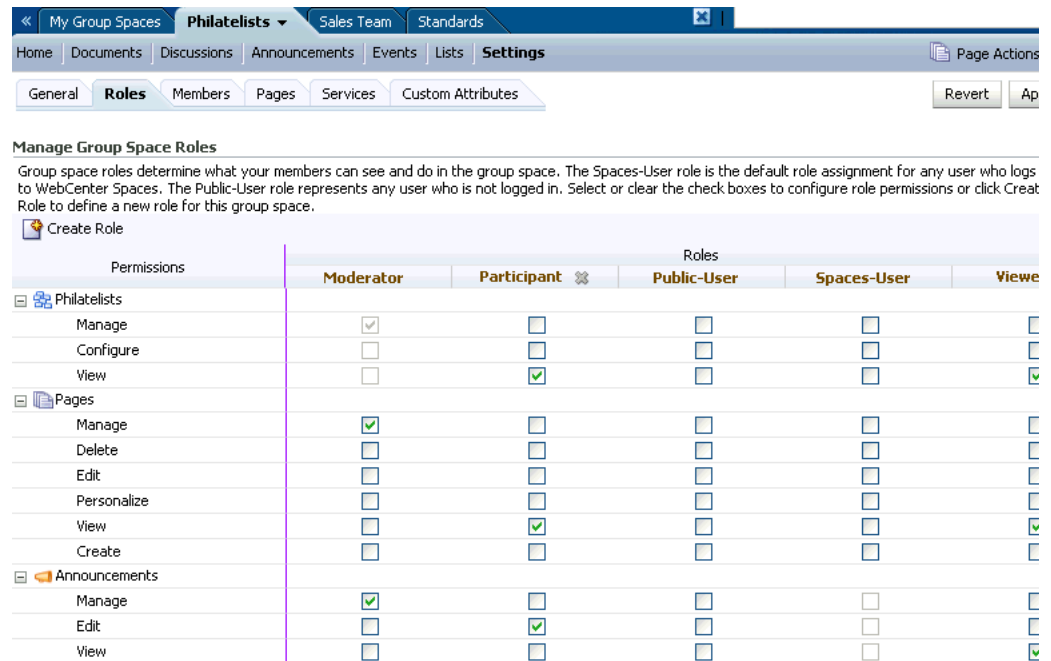 « My Group Spaces Philatelists Sales Team Standards
Home Documents Discussions Announcements Events Lists Settings Page Actions
General Roles Members Pages Services Custom Attributes Revert Ap
Manage Group Space Roles
Group space roles determine what your members can see and do in the group space. The Spaces-User role is the default role assignment for any user who logs
to WebCenter Spaces. The Public-User role represents any user who is not logged in. Select or clear the check boxes to configure role permissions or click Creat
Role to define a new role for this group space.
Create Role
Permissions Roles
Moderator Participant Public-User Spaces-User Viewe
Philatelists
Manage
Configure
View
Pages
Manage
Delete
Edit
Personalize
View
Create
Announcements
Manage
Edit
View